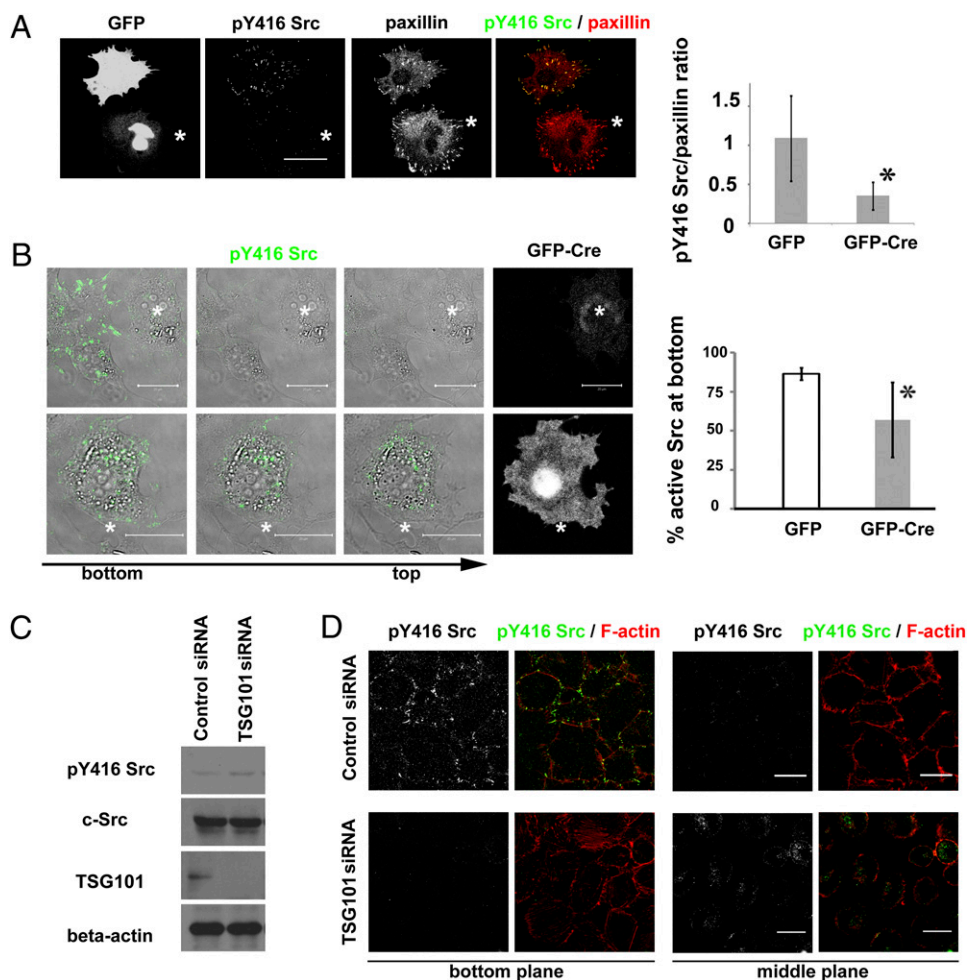 A
GFP
pY416 Src
paxillin
pY416 Src / paxillin
*
*
*
*
pY416 Src/paxillin ratio
1.5
1
0.5
0
*
GFP
GFP-Cre
B
pY416 Src
GFP-Cre
*
*
*
*
*
*
*
*
bottom
top
% active Src at bottom
100
75
50
25
0
*
GFP
GFP-Cre
C
Control siRNA
TSG101 siRNA
pY416 Src
c-Src
TSG101
beta-actin
D
pY416 Src
pY416 Src / F-actin
pY416 Src
pY416 Src / F-actin
Control siRNA
TSG101 siRNA
bottom plane
middle plane